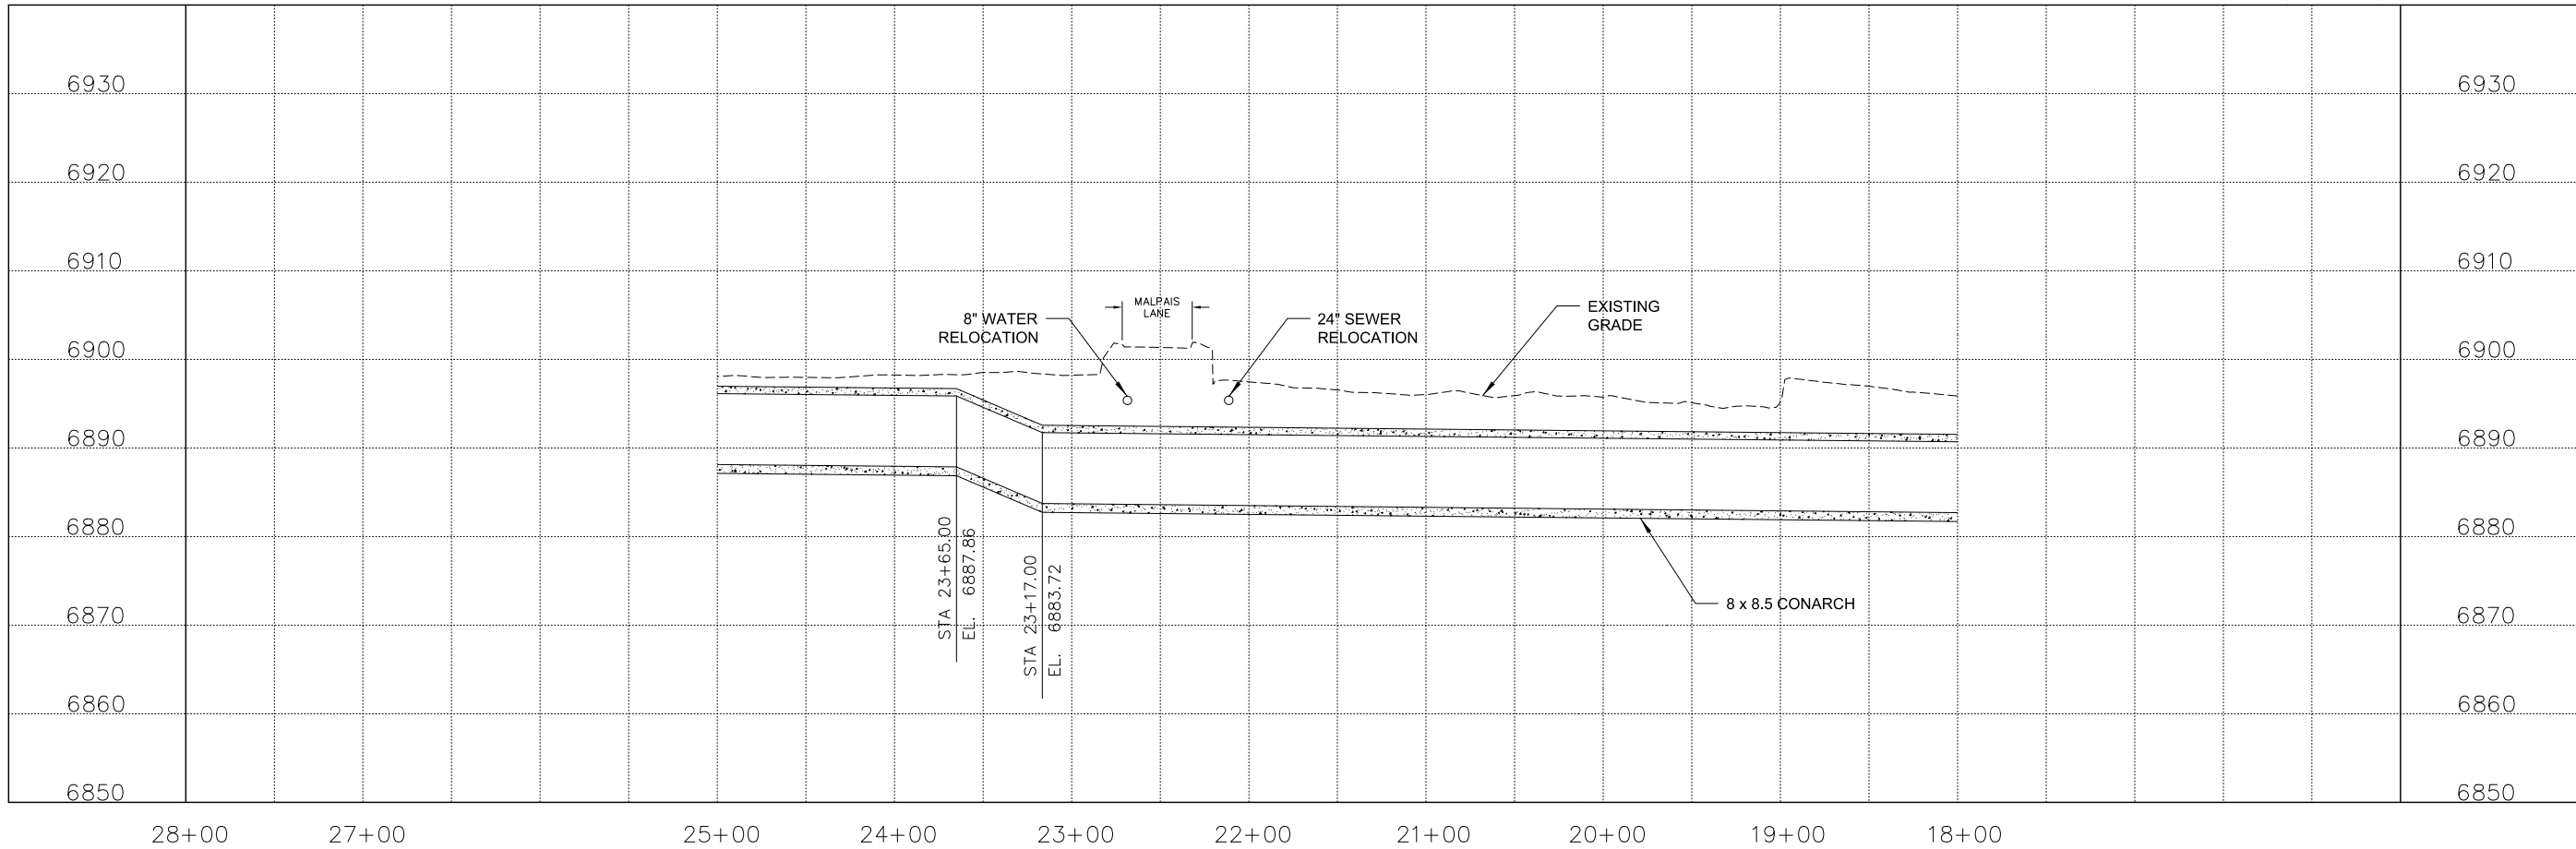 6930
6930
6920
6920
6910
6910
MALPAIS
LANE
8" WATER
RELOCATION
24" SEWER
RELOCATION
EXISTING
GRADE
6900
6900
6890
6890
6880
6880
STA 23+65.00
EL. 6887.86
STA 23+17.00
EL. 6883.72
8 x 8.5 CONARCH
6870
6870
6860
6860
6850
6850
28+00
27+00
25+00
24+00
23+00
22+00
21+00
20+00
19+00
18+00